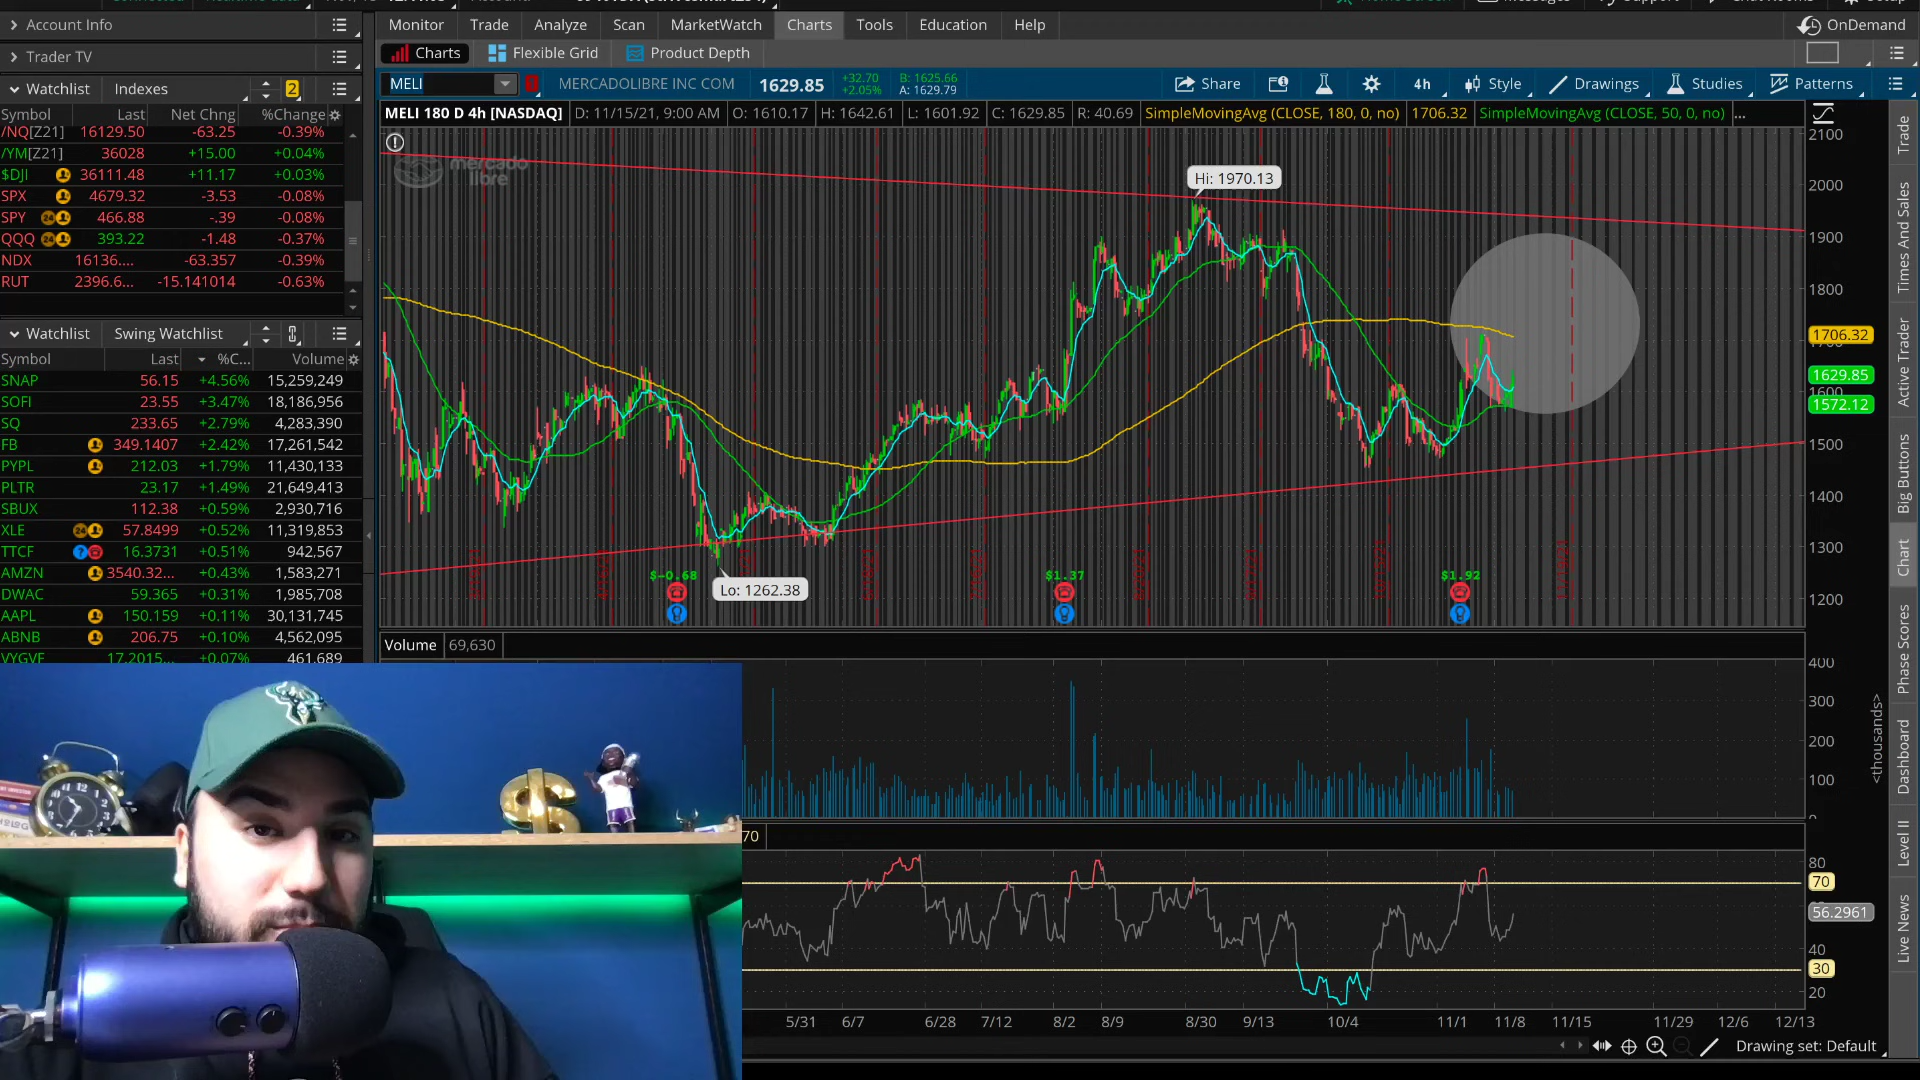 Account Info
Trader TV
Watchlist Indexes 2
Symbol Last Net Chng %Change
/NQ[Z21] 16129.50 -63.25 -0.39%
/YM[Z21] 36028 +15.00 +0.04%
$DJI 36111.48 +11.17 +0.03%
SPX 4679.32 -3.53 -0.08%
SPY 466.88 -.39 -0.08%
QQQ 393.22 -1.48 -0.37%
NDX 16136.... -63.357 -0.39%
RUT 2396.6... -15.141014 -0.63%
Watchlist Swing Watchlist
Symbol Last %C... Volume
SNAP 56.15 +4.56% 15,259,249
SOFI 23.55 +3.47% 18,186,956
SQ 233.65 +2.79% 4,283,390
FB 349.1407 +2.42% 17,261,542
PYPL 212.03 +1.79% 11,430,133
PLTR 23.17 +1.49% 21,649,413
SBUX 112.38 +0.59% 2,930,716
XLE 57.8499 +0.52% 11,319,853
TTCF 16.3731 +0.51% 942,567
AMZN 3540.32... +0.43% 1,583,271
DWAC 59.365 +0.31% 1,985,708
AAPL 150.159 +0.11% 30,131,745
ABNB 206.75 +0.10% 4,562,095
VYGVF 17.2015... +0.07% 461,689
Monitor Trade Analyze Scan MarketWatch Charts Tools Education Help
OnDemand
Charts Flexible Grid Product Depth
MELI MERCADOLIBRE INC COM 1629.85 +32.70 +2.05% B: 1625.66 A: 1629.79 Share 4h Style Drawings Studies Patterns
MELI 180 D 4h [NASDAQ] D: 11/15/21, 9:00 AM O: 1610.17 H: 1642.61 L: 1601.92 C: 1629.85 R: 40.69 SimpleMovingAvg (CLOSE, 180, 0, no) 1706.32 SimpleMovingAvg (CLOSE, 50, 0, no) ...
mercado
libre
Hi: 1970.13
Lo: 1262.38
$-0.68
$1.37
$1.92
2100
2000
1900
1800
1706.32
1629.85
1572.12
1500
1400
1300
1200
Volume 69,630
400
300
200
100
<thousands>
70
80
70
56.2961
40
30
20
5/31 6/7 6/28 7/12 8/2 8/9 8/30 9/13 10/4 11/1 11/8 11/15 11/29 12/6 12/13
Drawing set: Default
Trade
Times And Sales
Active Trader
Big Buttons
Chart
Phase Scores
Dashboard
Level II
Live News